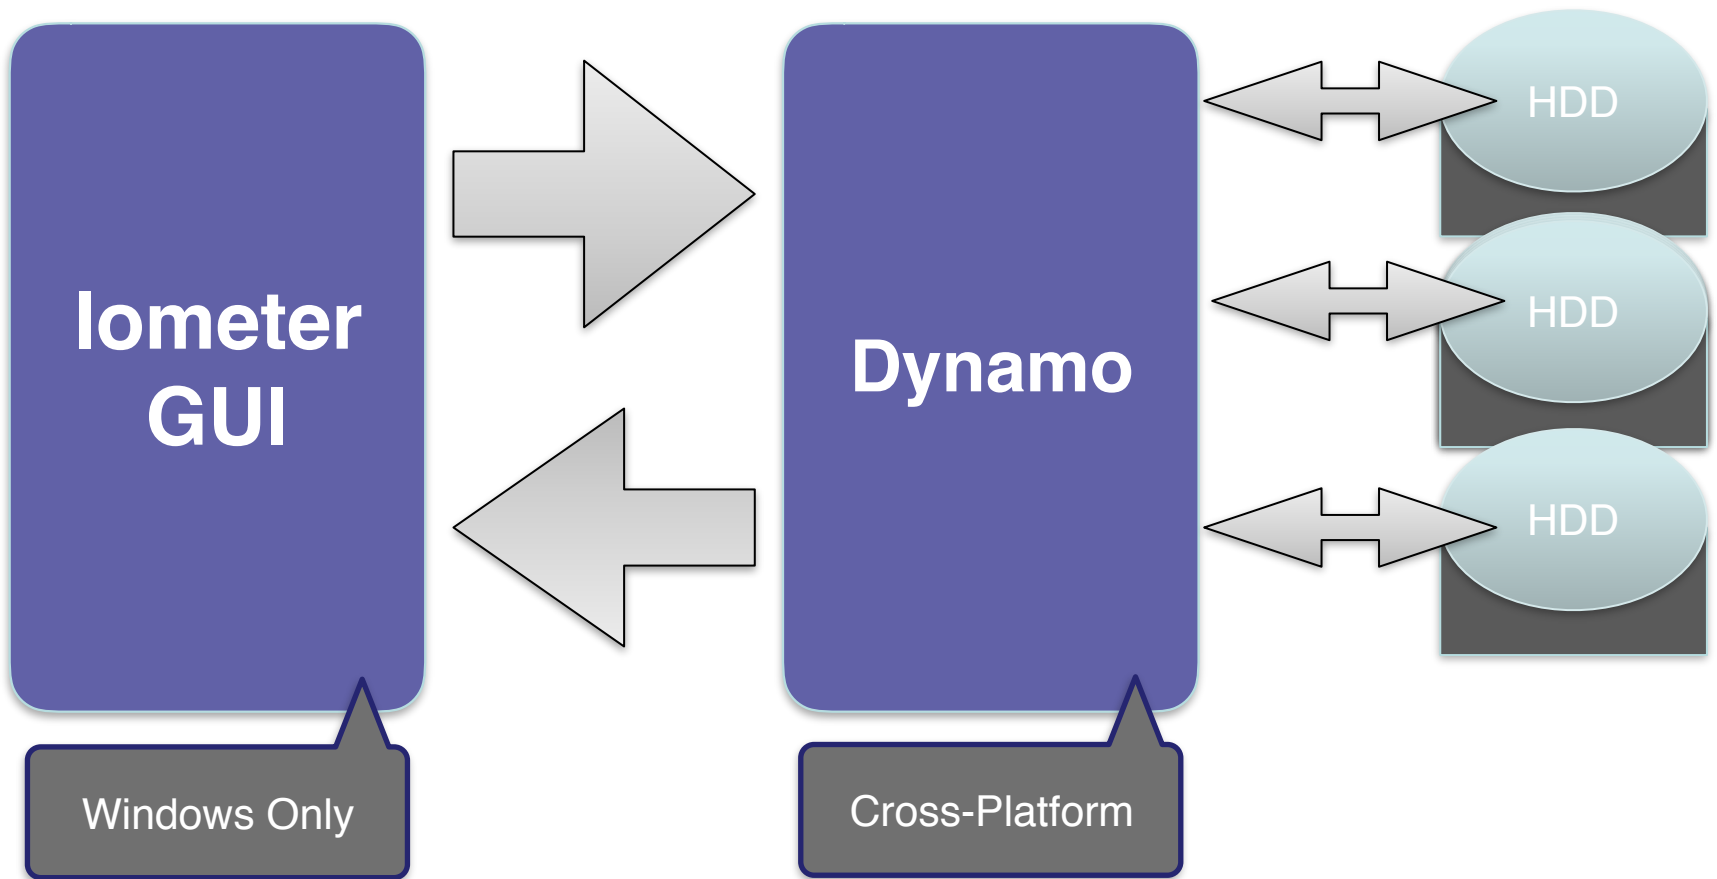 Iometer
GUI
Dynamo
HDD
HDD
HDD
Windows Only
Cross-Platform